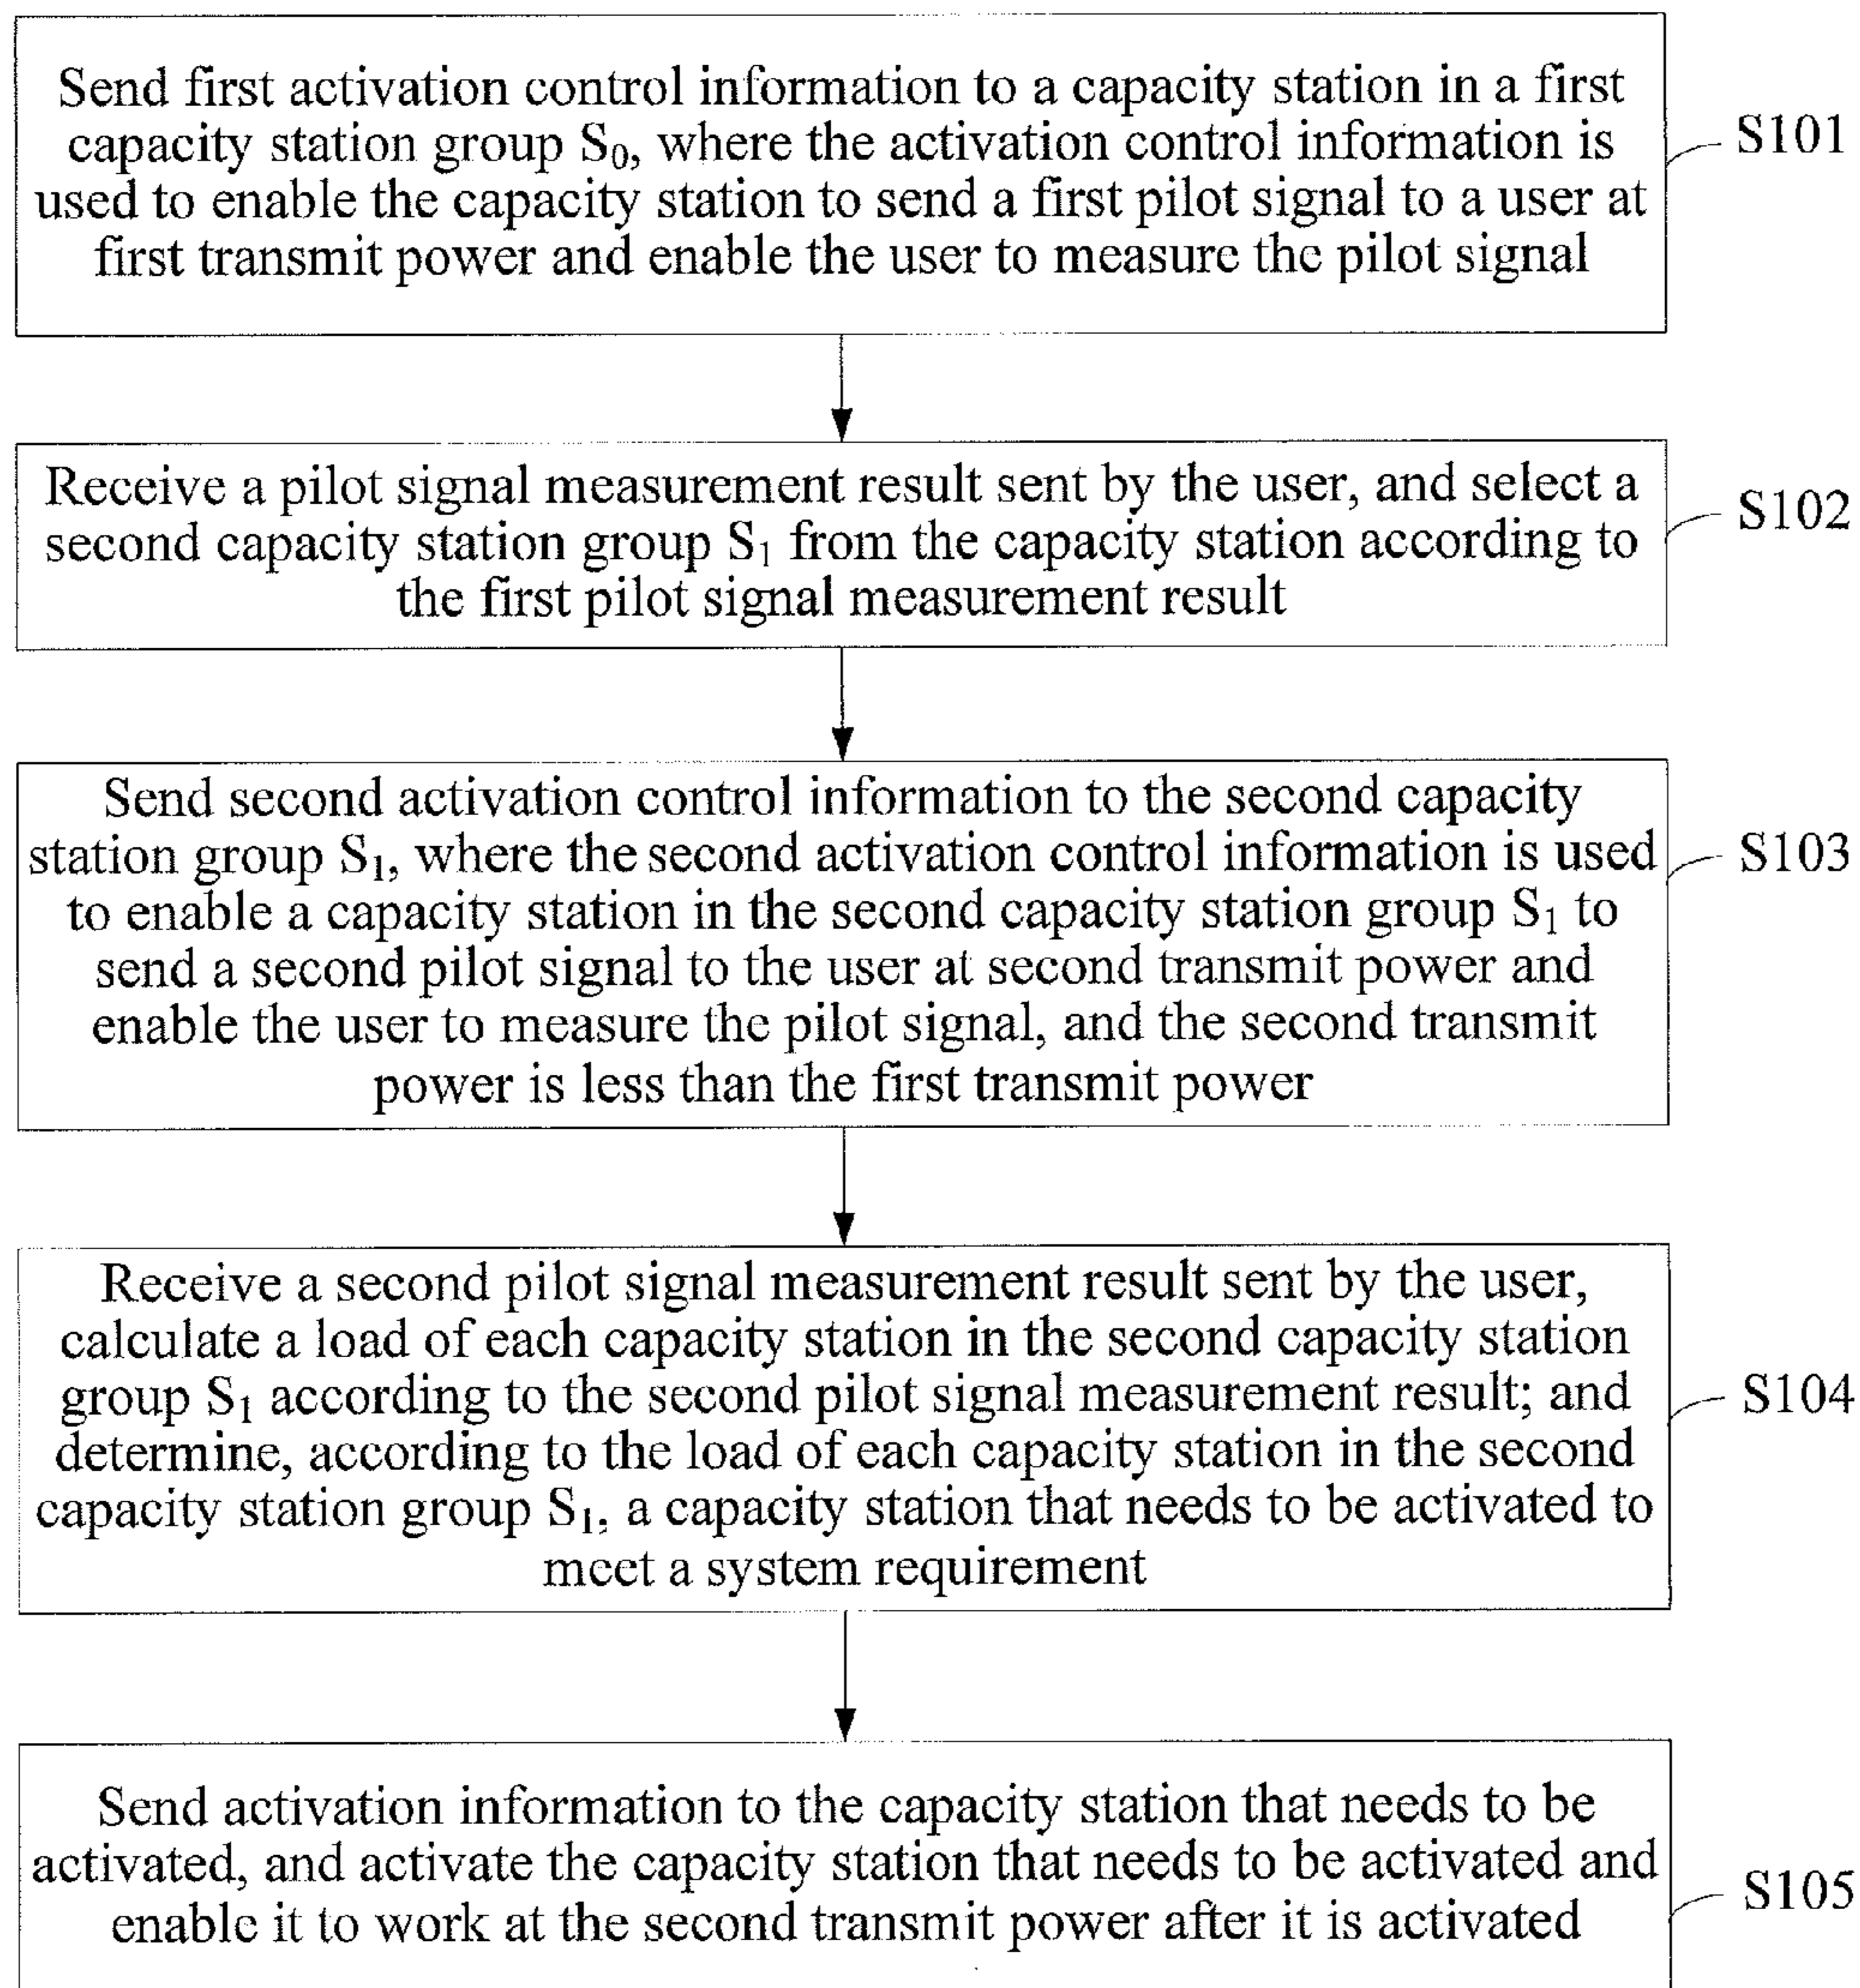 Send first activation control information to a capacity station in a first
capacity station group S0, where the activation control information is
used to enable the capacity station to send a first pilot signal to a user at
first transmit power and enable the user to measure the pilot signal
S101
Receive a pilot signal measurement result sent by the user, and select a
second capacity station group S1 from the capacity station according to
the first pilot signal measurement result
S102
Send second activation control information to the second capacity
station group S1, where the second activation control information is used
to enable a capacity station in the second capacity station group S1 to
send a second pilot signal to the user at second transmit power and
enable the user to measure the pilot signal, and the second transmit
power is less than the first transmit power
S103
Receive a second pilot signal measurement result sent by the user,
calculate a load of each capacity station in the second capacity station
group S1 according to the second pilot signal measurement result; and
determine, according to the load of each capacity station in the second
capacity station group S1, a capacity station that needs to be activated to
meet a system requirement
S104
Send activation information to the capacity station that needs to be
activated, and activate the capacity station that needs to be activated and
enable it to work at the second transmit power after it is activated
S105